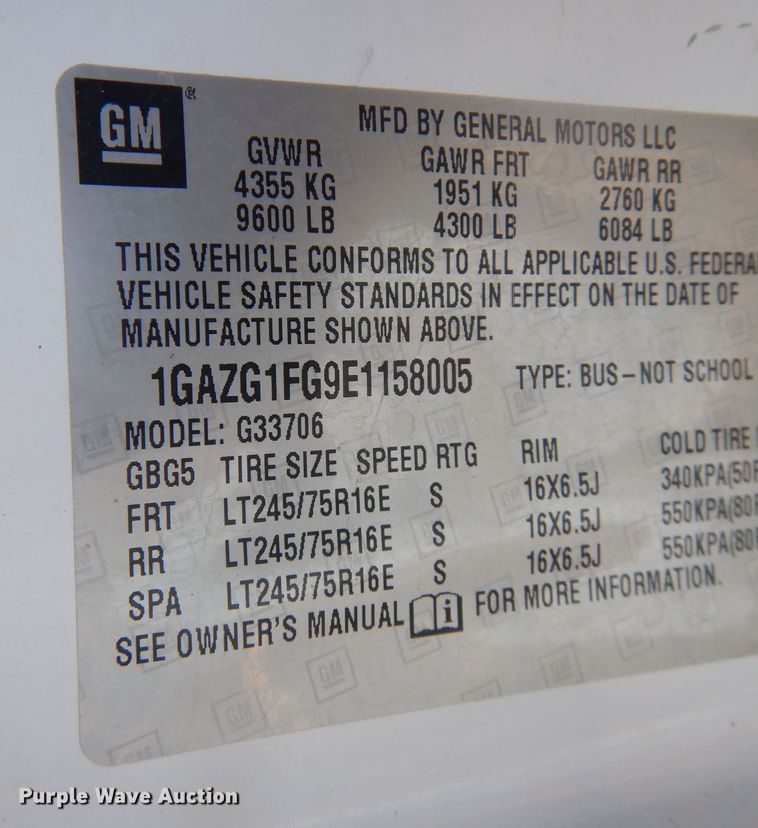 GM ®
MFD BY GENERAL MOTORS LLC
GVWR GAWR FRT GAWR RR
4355 KG 1951 KG 2760 KG
9600 LB 4300 LB 6084 LB
THIS VEHICLE CONFORMS TO ALL APPLICABLE U.S. FEDERA
VEHICLE SAFETY STANDARDS IN EFFECT ON THE DATE OF
MANUFACTURE SHOWN ABOVE.
1GAZG1FG9E1158005 TYPE: BUS–NOT SCHOOL
MODEL: G33706
GBG5 TIRE SIZE SPEED RTG RIM COLD TIRE
FRT LT245/75R16E S 16X6.5J 340KPA(50P
RR LT245/75R16E S 16X6.5J 550KPA(80P
SPA LT245/75R16E S 16X6.5J 550KPA(80P
SEE OWNER'S MANUAL i FOR MORE INFORMATION.
Purple Wave Auction